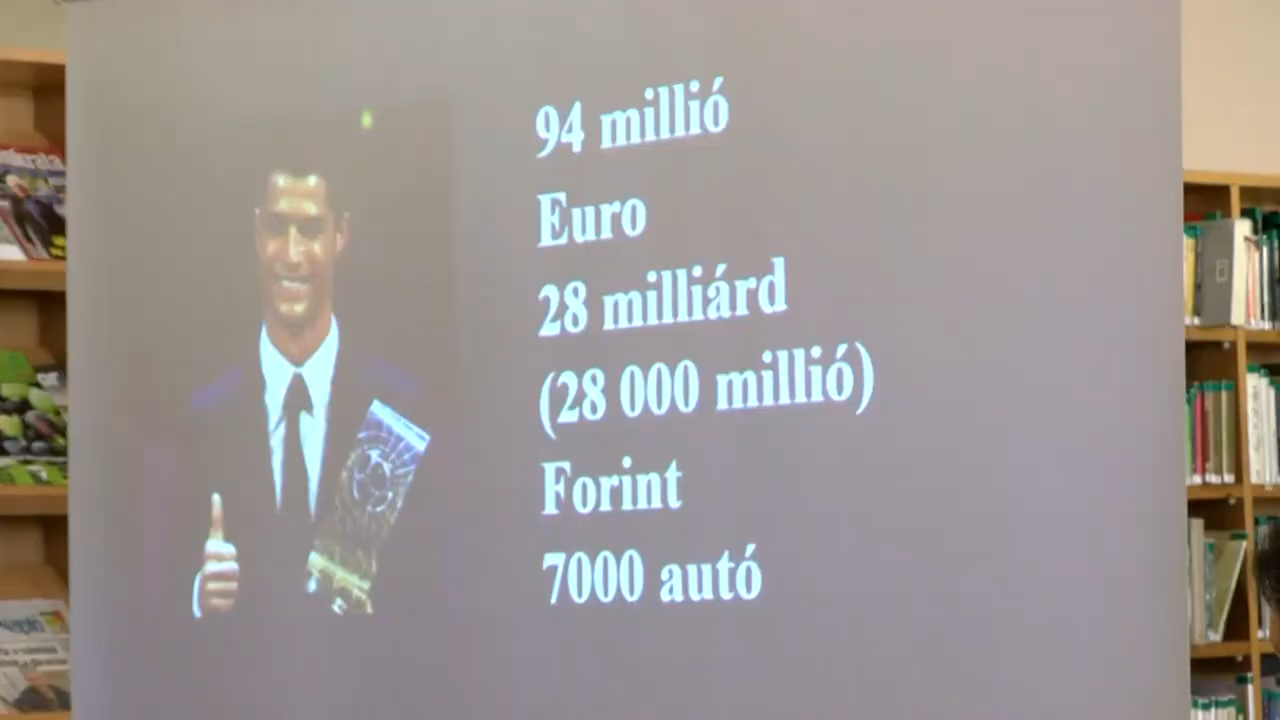 94 millió
Euro
28 milliárd
(28 000 millió)
Forint
7000 autó